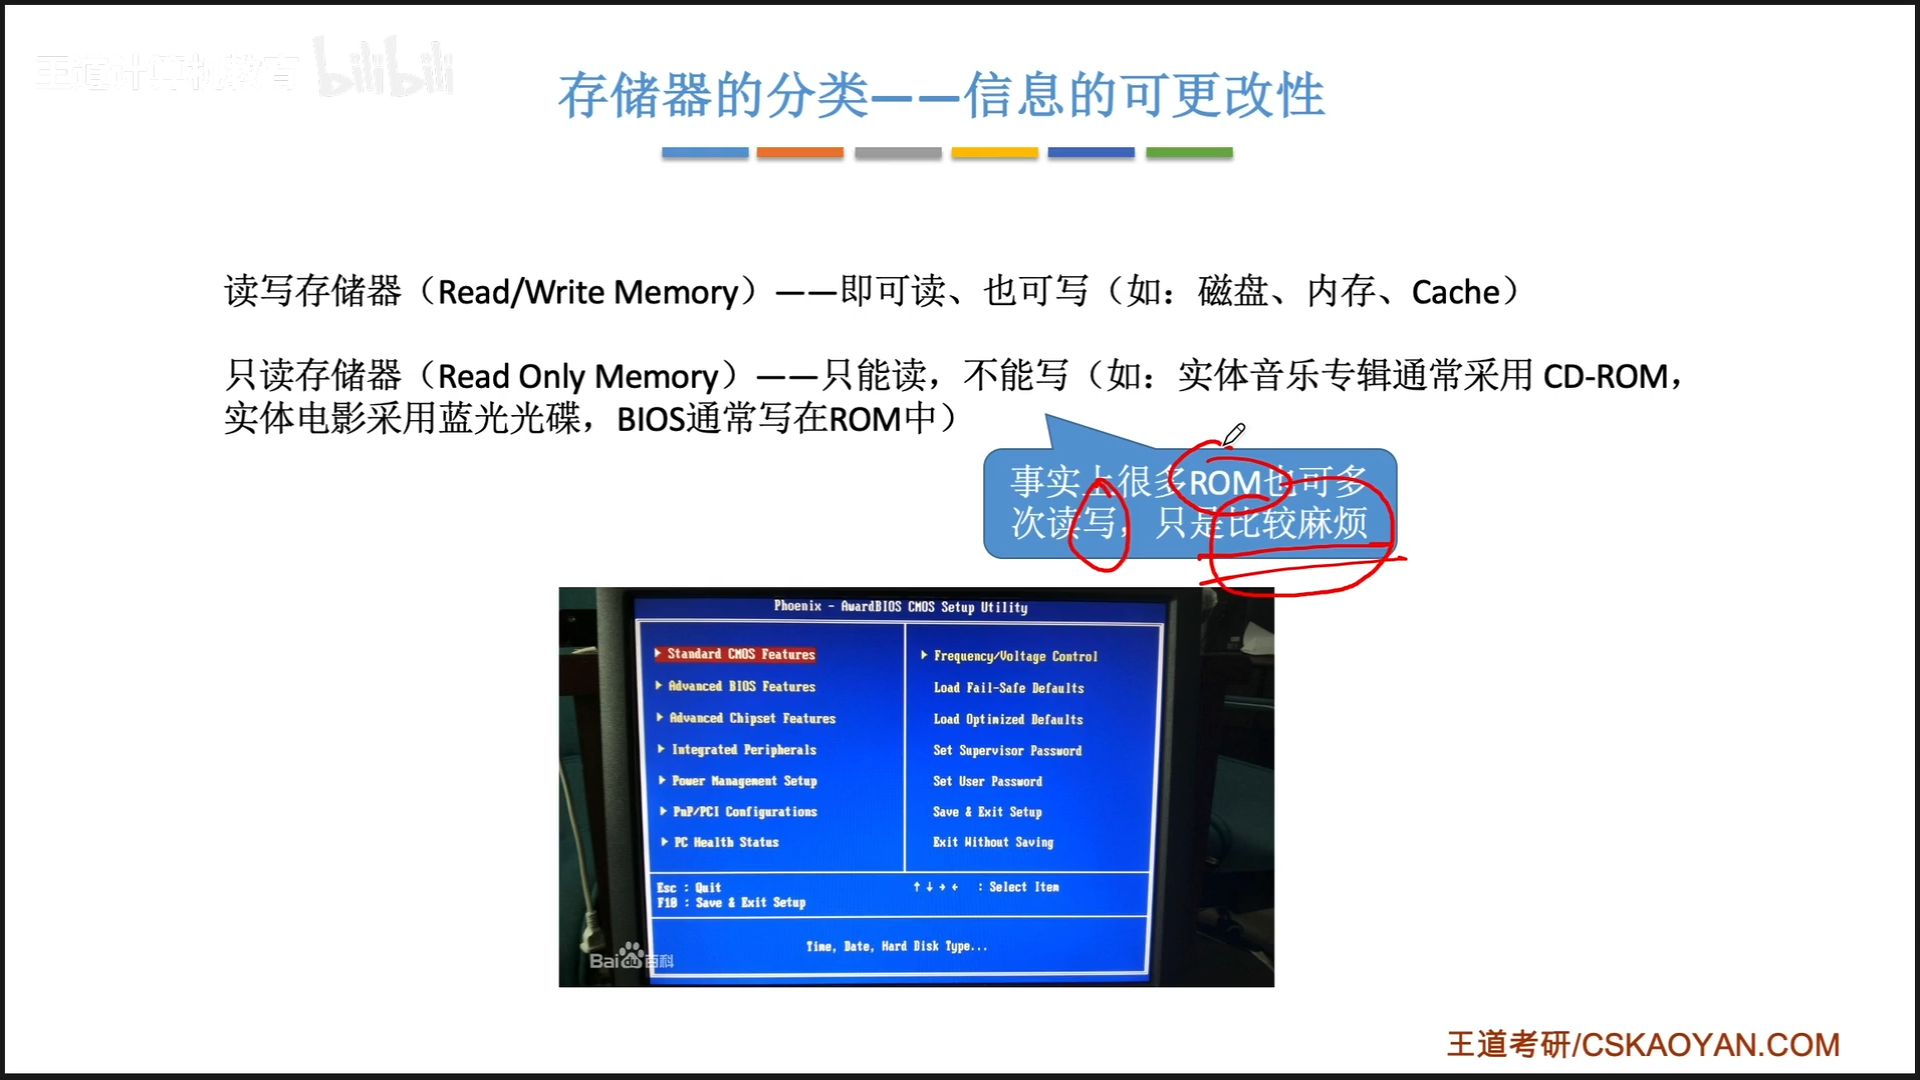 王道计算机教育 bilibili
存储器的分类——信息的可更改性
读写存储器（Read/Write Memory）——即可读、也可写（如：磁盘、内存、Cache）
只读存储器（Read Only Memory）——只能读，不能写（如：实体音乐专辑通常采用 CD-ROM，
实体电影采用蓝光光碟，BIOS通常写在ROM中）
事实上很多ROM也可多
次读写，只是比较麻烦
Phoenix - AwardBIOS CMOS Setup Utility
Standard CMOS Features
Advanced BIOS Features
Advanced Chipset Features
Integrated Peripherals
Power Management Setup
PnP/PCI Configurations
PC Health Status
Frequency/Voltage Control
Load Fail-Safe Defaults
Load Optimized Defaults
Set Supervisor Password
Set User Password
Save & Exit Setup
Exit Without Saving
Esc : Quit
F10 : Save & Exit Setup
↑↓→← : Select Item
Time, Date, Hard Disk Type...
Baidu百科
王道考研/CSKAOYAN.COM